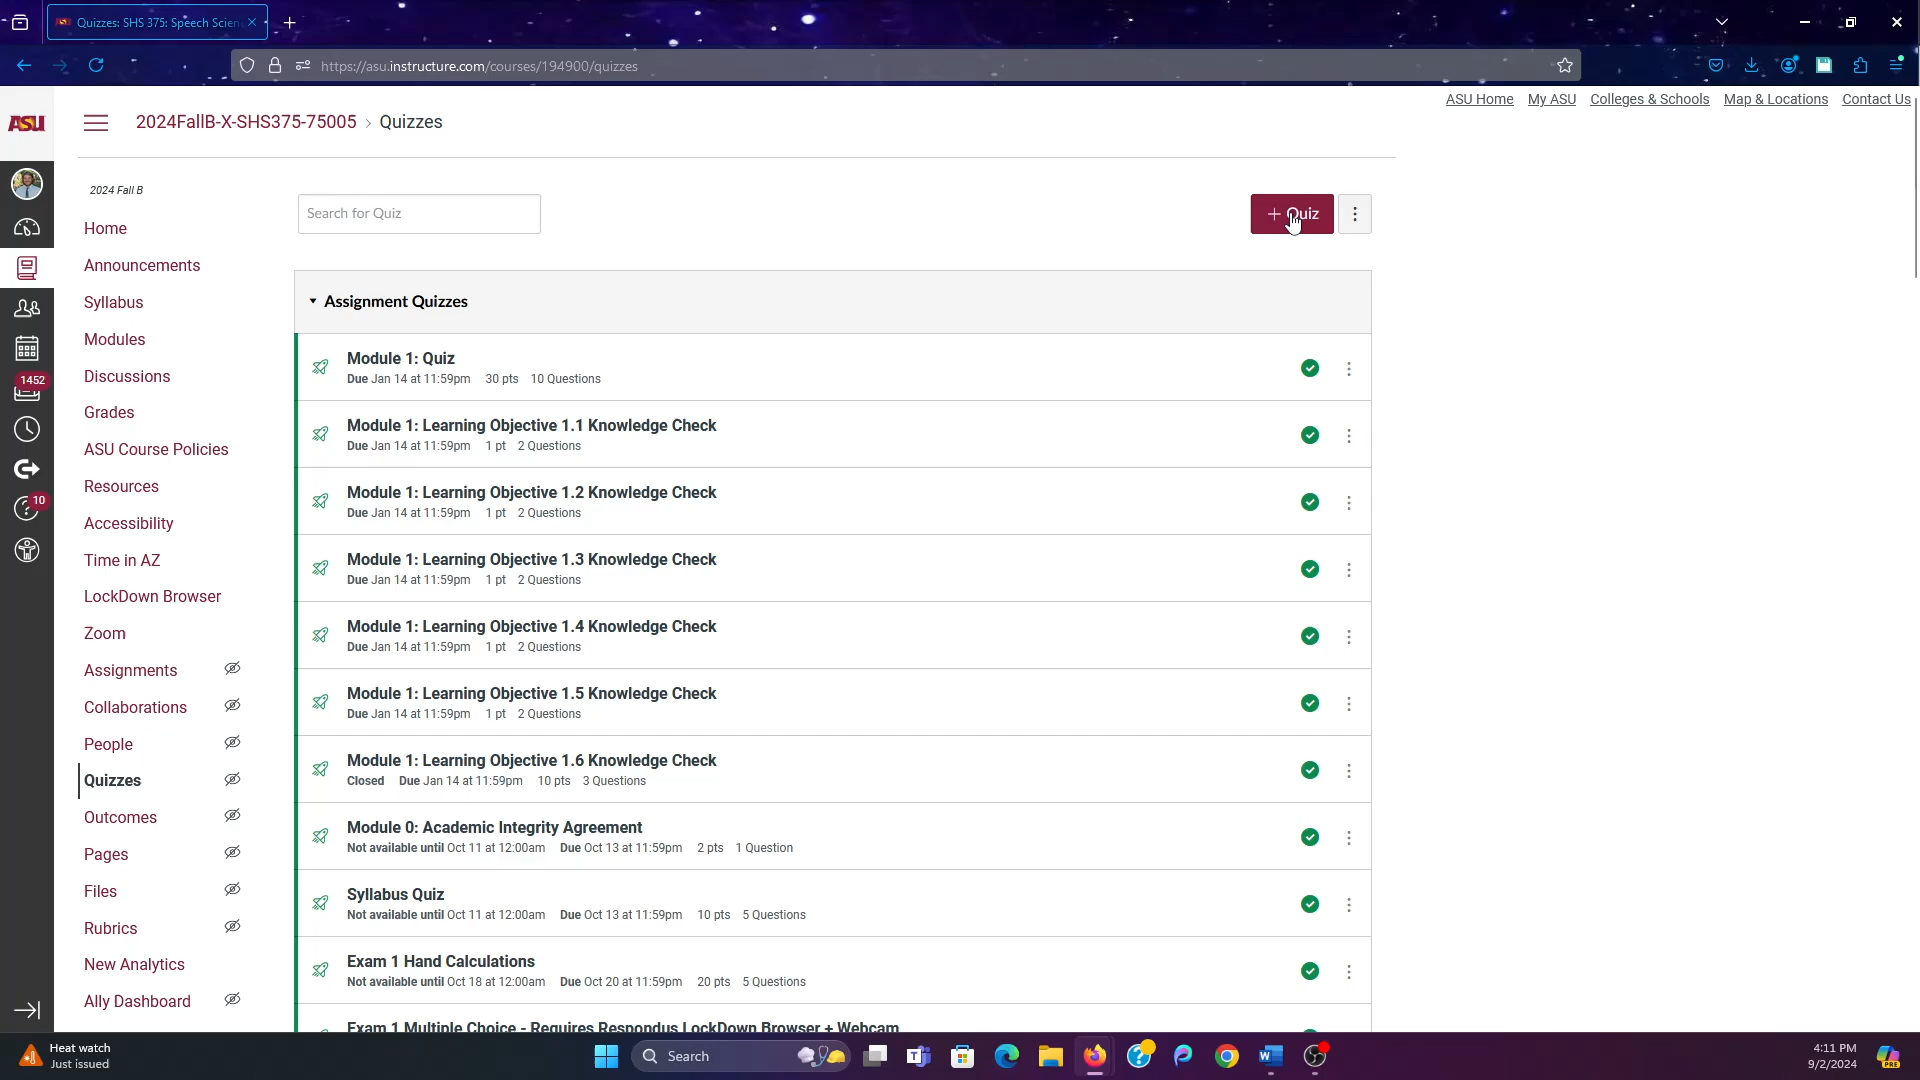 Quizzes: SHS 375: Speech Scien
https://asu.instructure.com/courses/194900/quizzes
ASU Home My ASU Colleges & Schools Map & Locations Contact Us
ASU
2024FallB-X-SHS375-75005 › Quizzes
2024 Fall B
Home
Announcements
Syllabus
Modules
Discussions
Grades
ASU Course Policies
Resources
Accessibility
Time in AZ
LockDown Browser
Zoom
Assignments
Collaborations
People
Quizzes
Outcomes
Pages
Files
Rubrics
New Analytics
Ally Dashboard
1452
10
Search for Quiz
+ Quiz
Assignment Quizzes
Module 1: Quiz
Due Jan 14 at 11:59pm 30 pts 10 Questions
Module 1: Learning Objective 1.1 Knowledge Check
Due Jan 14 at 11:59pm 1 pt 2 Questions
Module 1: Learning Objective 1.2 Knowledge Check
Due Jan 14 at 11:59pm 1 pt 2 Questions
Module 1: Learning Objective 1.3 Knowledge Check
Due Jan 14 at 11:59pm 1 pt 2 Questions
Module 1: Learning Objective 1.4 Knowledge Check
Due Jan 14 at 11:59pm 1 pt 2 Questions
Module 1: Learning Objective 1.5 Knowledge Check
Due Jan 14 at 11:59pm 1 pt 2 Questions
Module 1: Learning Objective 1.6 Knowledge Check
Closed Due Jan 14 at 11:59pm 10 pts 3 Questions
Module 0: Academic Integrity Agreement
Not available until Oct 11 at 12:00am Due Oct 13 at 11:59pm 2 pts 1 Question
Syllabus Quiz
Not available until Oct 11 at 12:00am Due Oct 13 at 11:59pm 10 pts 5 Questions
Exam 1 Hand Calculations
Not available until Oct 18 at 12:00am Due Oct 20 at 11:59pm 20 pts 5 Questions
Exam 1 Multiple Choice - Requires Respondus LockDown Browser + Webcam
Heat watch
Just issued
Search
4:11 PM
9/2/2024
PRE